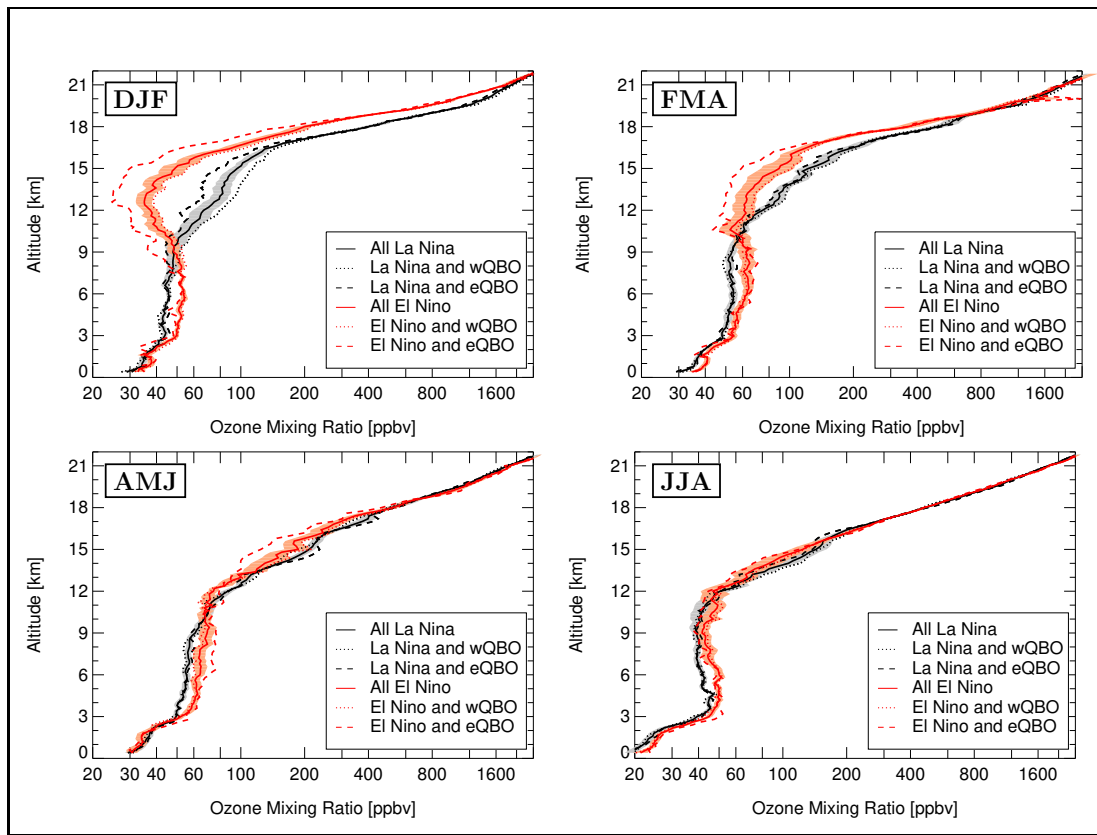 DJF
Altitude [km]
21
18
15
12
9
6
3
0
All La Nina
La Nina and wQBO
La Nina and eQBO
All El Nino
El Nino and wQBO
El Nino and eQBO
20 30 40 60 100 200 400 800 1600
Ozone Mixing Ratio [ppbv]
FMA
Altitude [km]
21
18
15
12
9
6
3
0
All La Nina
La Nina and wQBO
La Nina and eQBO
All El Nino
El Nino and wQBO
El Nino and eQBO
20 30 40 60 100 200 400 800 1600
Ozone Mixing Ratio [ppbv]
AMJ
Altitude [km]
21
18
15
12
9
6
3
0
All La Nina
La Nina and wQBO
La Nina and eQBO
All El Nino
El Nino and wQBO
El Nino and eQBO
20 30 40 60 100 200 400 800 1600
Ozone Mixing Ratio [ppbv]
JJA
Altitude [km]
21
18
15
12
9
6
3
0
All La Nina
La Nina and wQBO
La Nina and eQBO
All El Nino
El Nino and wQBO
El Nino and eQBO
20 30 40 60 100 200 400 800 1600
Ozone Mixing Ratio [ppbv]